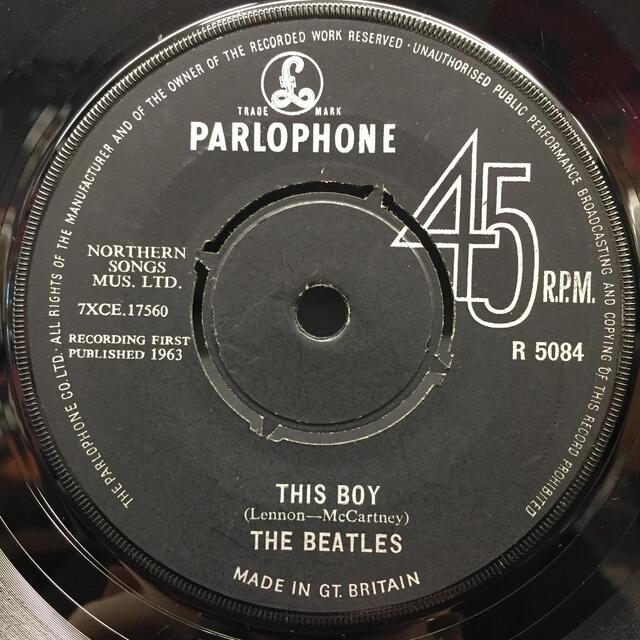 THE PARLOPHONE CO.LTD·ALL RIGHTS OF THE MANUFACTURER AND OF THE OWNER OF THE RECORDED WORK RESERVED·UNAUTHORISED PUBLIC PERFORMANCE BROADCASTING AND COPYING OF THIS RECORD PROHIBITED
£
TRADE MARK
PARLOPHONE
45
R.P.M.
NORTHERN
SONGS
MUS. LTD.
7XCE.17560
RECORDING FIRST
PUBLISHED 1963
R 5084
THIS BOY
(Lennon—McCartney)
THE BEATLES
MADE IN GT. BRITAIN